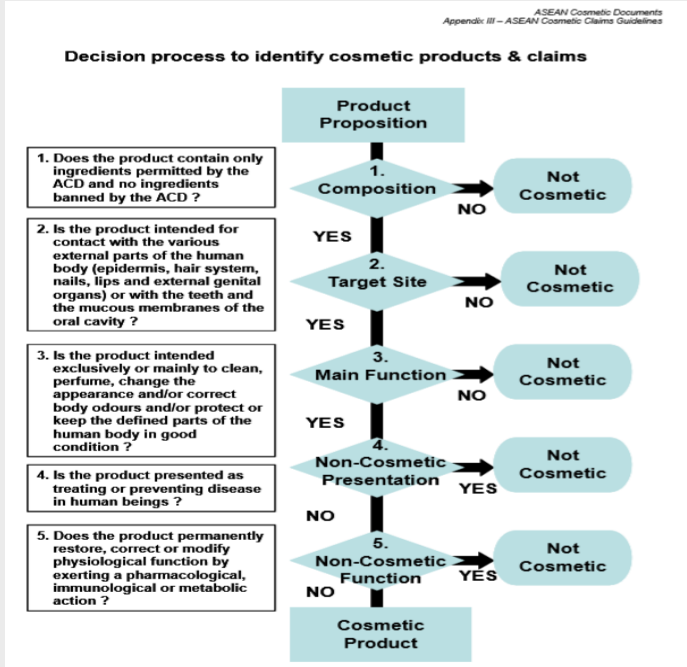 ASEAN Cosmetic Documents
Appendix III – ASEAN Cosmetic Claims Guidelines
Decision process to identify cosmetic products & claims
Product
Proposition
1. Does the product contain only
ingredients permitted by the
ACD and no ingredients
banned by the ACD ?
1.
Composition
NO
Not
Cosmetic
YES
2. Is the product intended for
contact with the various
external parts of the human
body (epidermis, hair system,
nails, lips and external genital
organs) or with the teeth and
the mucous membranes of the
oral cavity ?
2.
Target Site
NO
Not
Cosmetic
YES
3. Is the product intended
exclusively or mainly to clean,
perfume, change the
appearance and/or correct
body odours and/or protect or
keep the defined parts of the
human body in good
condition ?
3.
Main Function
NO
Not
Cosmetic
YES
4. Is the product presented as
treating or preventing disease
in human beings ?
4.
Non-Cosmetic
Presentation
YES
Not
Cosmetic
NO
5. Does the product permanently
restore, correct or modify
physiological function by
exerting a pharmacological,
immunological or metabolic
action ?
5.
Non-Cosmetic
Function
YES
Not
Cosmetic
NO
Cosmetic
Product